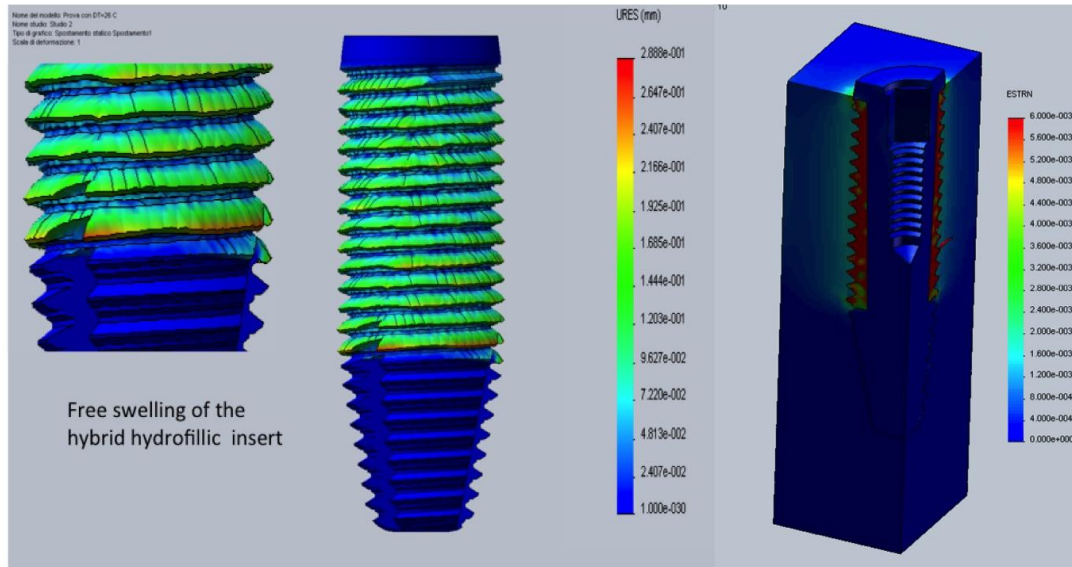 Nome del modello: Prova con DT=26 C
Nome studio: Studio 2
Tipo di grafico: Spostamento statico Spostamento1
Scala di deformazione: 1
Free swelling of the
hybrid hydrofillic insert
URES (mm)
2.888e-001
2.647e-001
2.407e-001
2.166e-001
1.925e-001
1.685e-001
1.444e-001
1.203e-001
9.627e-002
7.220e-002
4.813e-002
2.407e-002
1.000e-030
10
ESTRN
6.000e-003
5.600e-003
5.200e-003
4.800e-003
4.400e-003
4.000e-003
3.600e-003
3.200e-003
2.800e-003
2.400e-003
2.000e-003
1.600e-003
1.200e-003
8.000e-004
4.000e-004
0.000e+000